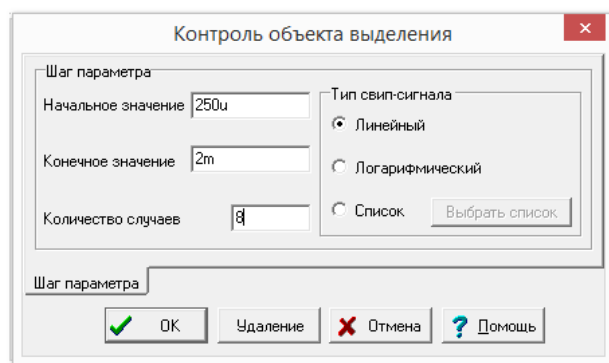 Контроль объекта выделения
Шаг параметра
Тип свип-сигнала
Начальное значение 250u
Линейный
Конечное значение 2m
Логарифмический
Количество случаев 8
Список Выбрать список
Шаг параметра
OK Удаление Отмена Помощь